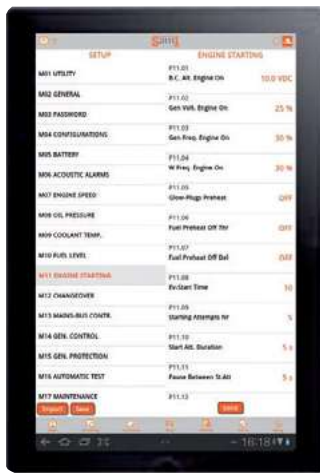 Sam1
SETUP
ENGINE STARTING
M01 UTILITY
M02 GENERAL
M03 PASSWORD
M04 CONFIGURATIONS
M05 BATTERY
M06 ACOUSTIC ALARMS
M07 ENGINE SPEED
M08 OIL PRESSURE
M09 COOLANT TEMP.
M10 FUEL LEVEL
M11 ENGINE STARTING
M12 CHANGEOVER
M13 MAINS-BUS CONTR.
M14 GEN. CONTROL
M15 GEN. PROTECTION
M16 AUTOMATIC TEST
M17 MAINTENANCE
P11.01
B.C. Alt. Engine On 10.0 VDC
P11.02
Gen Volt. Engine On 25 %
P11.03
Gen Freq. Engine On 30 %
P11.04
W Freq. Engine On 30 %
P11.05
Glow-Plugs Preheat OFF
P11.06
Fuel Preheat Off Thr OFF
P11.07
Fuel Preheat Off Del OFF
P11.08
Ev.Start Time 10
P11.09
Starting Attempts Nr 5
P11.10
Start Att. Duration 5 s
P11.11
Pause Between St.Att 5 s
P11.12
Import Save
Send
16:18